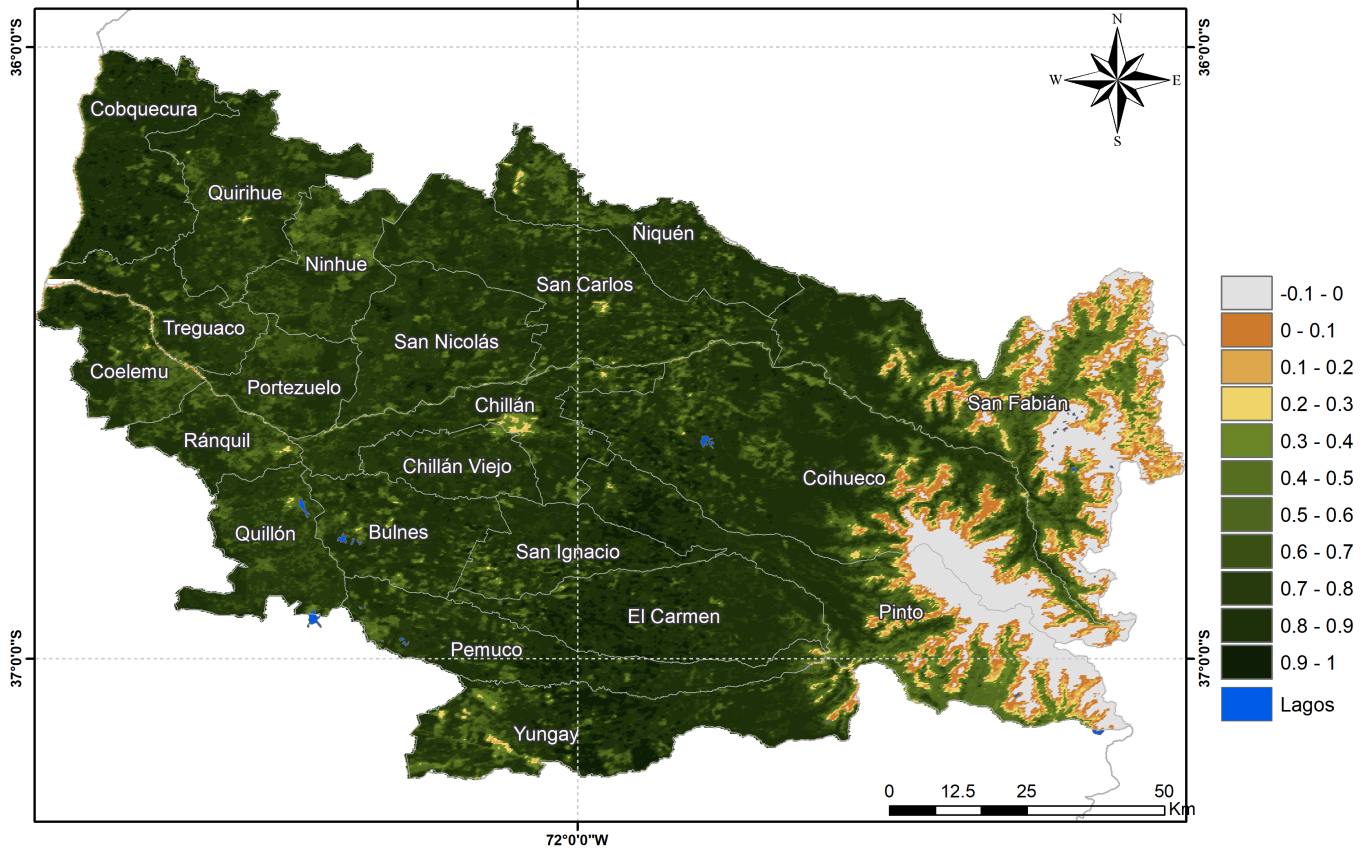 36°0'0"S
36°0'0"S
N
W
E
S
Cobquecura
Quirihue
Ñiquén
Ninhue
San Carlos
-0.1 - 0
Treguaco
0 - 0.1
San Nicolás
Coelemu
0.1 - 0.2
Portezuelo
San Fabián
Chillán
0.2 - 0.3
Ránquil
0.3 - 0.4
Chillán Viejo
Coihueco
0.4 - 0.5
0.5 - 0.6
Quillón
Bulnes
San Ignacio
0.6 - 0.7
0.7 - 0.8
El Carmen
Pinto
0.8 - 0.9
Pemuco
37°0'0"S
37°0'0"S
0.9 - 1
Lagos
Yungay
0 12.5 25 50
Km
72°0'0"W